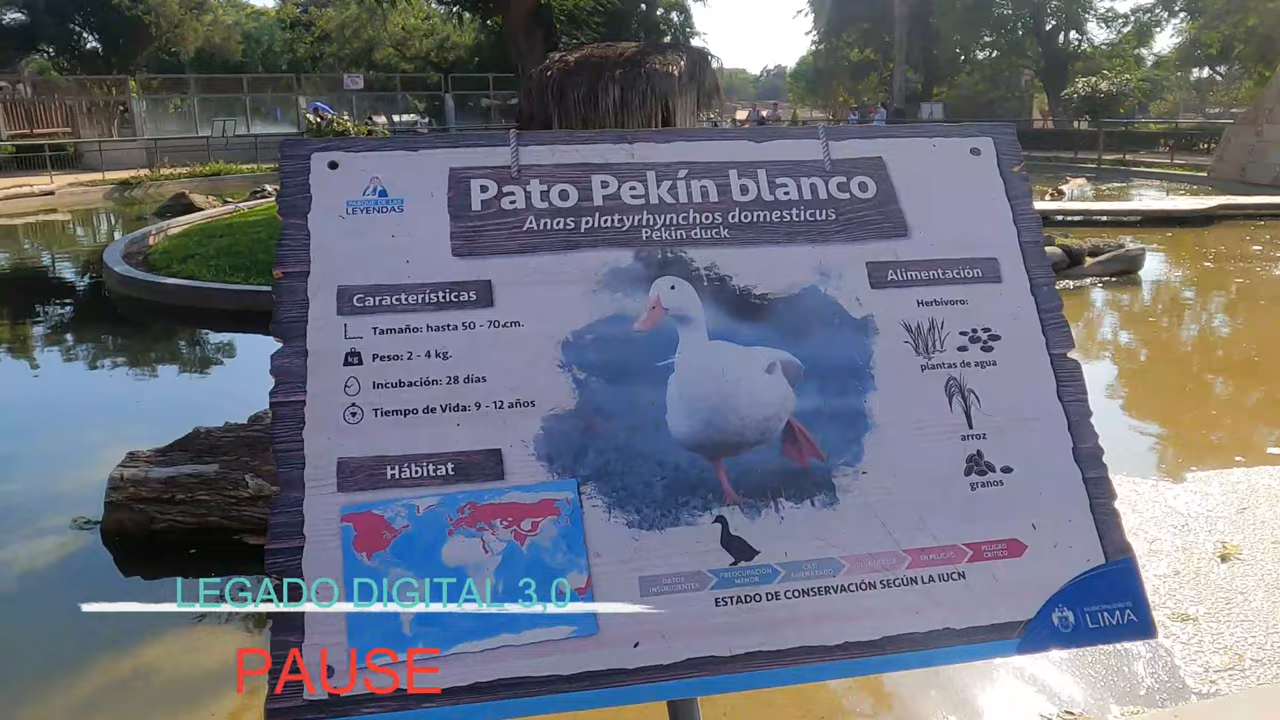 PARQUE DE LAS
LEYENDAS
Pato Pekín blanco
Anas platyrhynchos domesticus
Pekin duck
Características
Tamaño: hasta 50 - 70 cm.
kg
Peso: 2 - 4 kg.
Incubación: 28 días
Tiempo de Vida: 9 - 12 años
Hábitat
Alimentación
Herbívoro:
plantas de agua
arroz
granos
DATOS
INSUFICIENTES
PREOCUPACIÓN
MENOR
CASI
AMENAZADO
VULNERABLE
EN PELIGRO
PELIGRO
CRÍTICO
ESTADO DE CONSERVACIÓN SEGÚN LA IUCN
MUNICIPALIDAD DE
LIMA
LEGADO DIGITAL 3,0
PAUSE